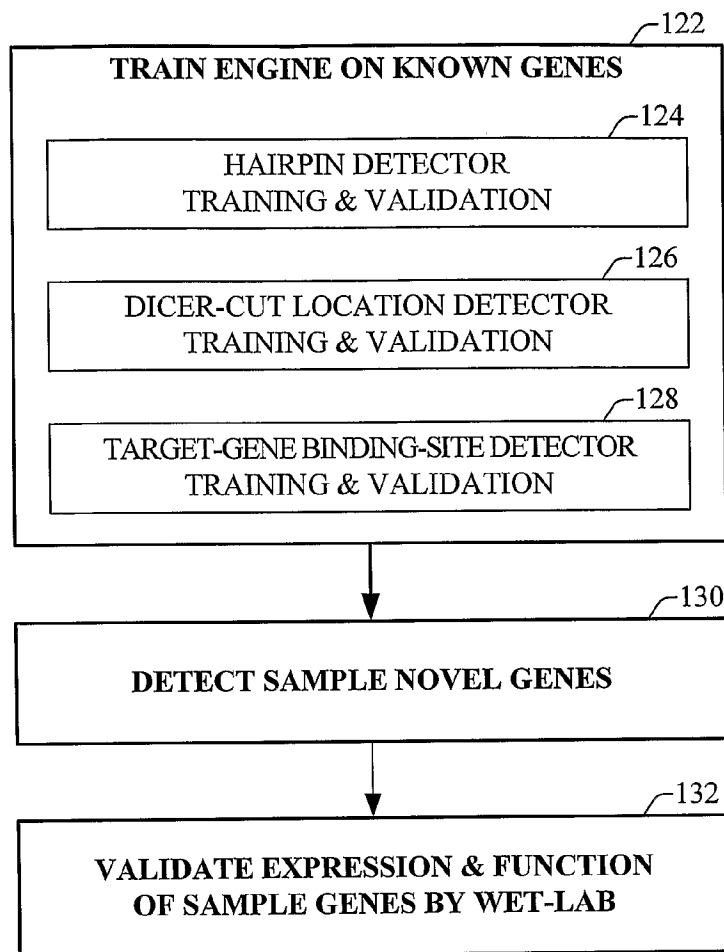 122
TRAIN ENGINE ON KNOWN GENES
124
HAIRPIN DETECTOR
TRAINING & VALIDATION
126
DICER-CUT LOCATION DETECTOR
TRAINING & VALIDATION
128
TARGET-GENE BINDING-SITE DETECTOR
TRAINING & VALIDATION
130
DETECT SAMPLE NOVEL GENES
132
VALIDATE EXPRESSION & FUNCTION
OF SAMPLE GENES BY WET-LAB